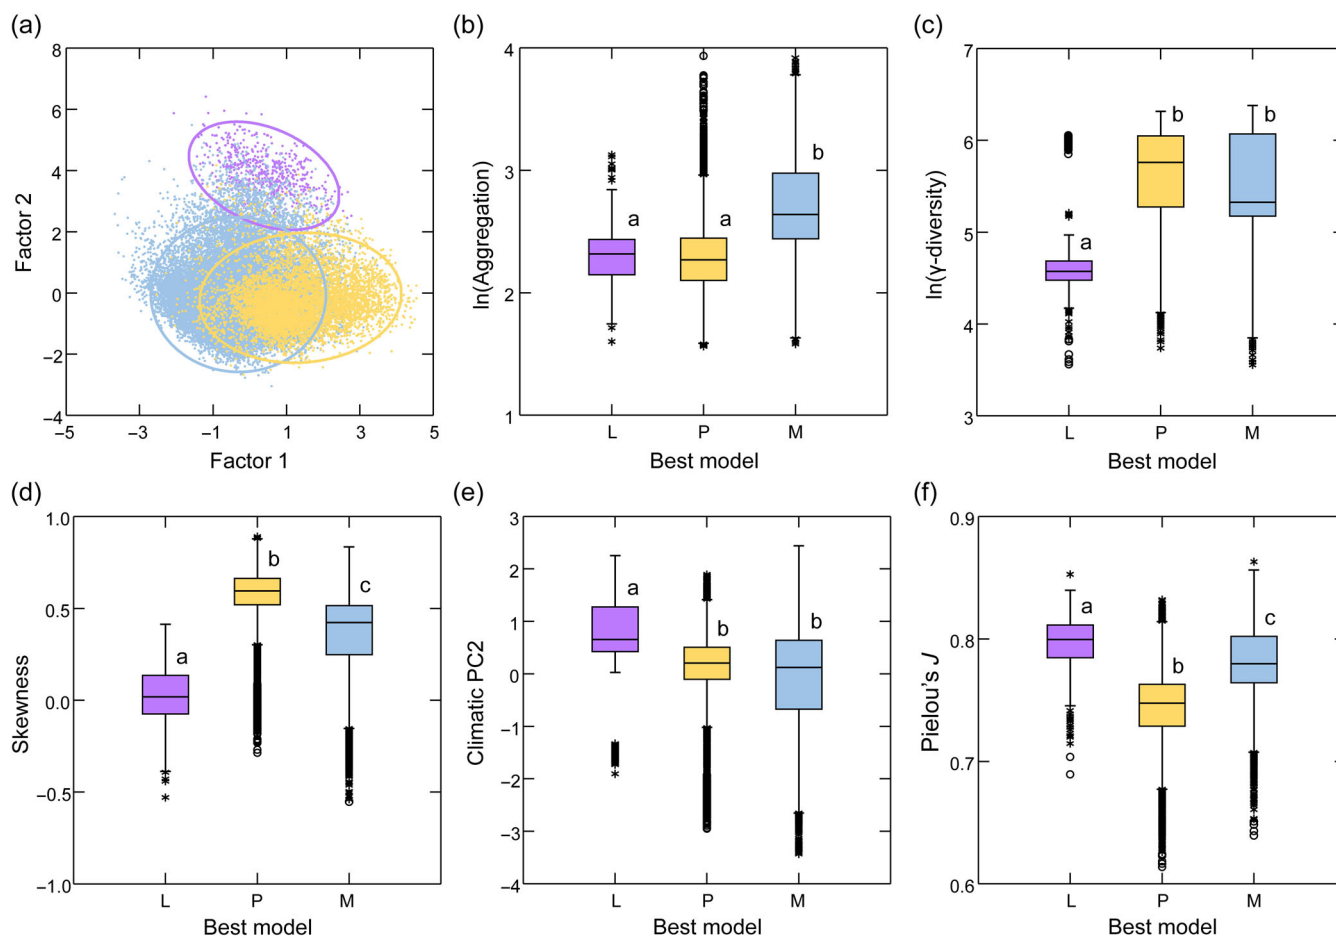 (a)
8
6
4
2
0
−2
−4
−5
−3
−1
1
3
5
Factor 2
Factor 1
(b)
4
3
2
1
a
a
b
L
P
M
ln(Aggregation)
Best model
(c)
7
6
5
4
3
a
b
b
L
P
M
ln(γ-diversity)
Best model
(d)
1.0
0.5
0.0
−0.5
−1.0
a
b
c
L
P
M
Skewness
Best model
(e)
3
2
1
0
−1
−2
−3
−4
a
b
b
L
P
M
Climatic PC2
Best model
(f)
0.9
0.8
0.7
0.6
a
b
c
L
P
M
Pielou's J
Best model